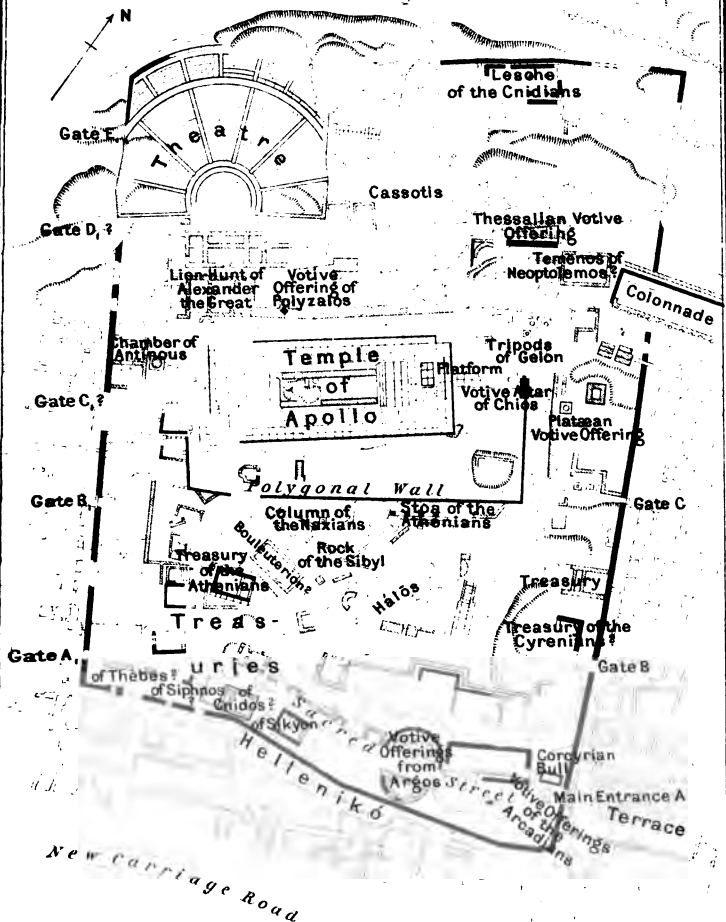 N
Lesche
of the Cnidians
Gate E,
Theatre
Cassotis
Gate D, ?
Thessalian Votive
Offering
Temenos of
Neoptolemos?
Lion-Hunt of
Alexander
the Great
Votive
Offering of
Polyzalos
Colonnade
Chamber of
Antinous
Temple
of
Apollo
Platform
Tripods
of Gelon
Votive Altar
of Chios
Gate C, ?
Platæan
Votive Offering
Polygonal Wall
Gate B,
Column of
the Naxians
Stoa of the
Athenians
Gate C
Bouleuterion?
Rock
of the Sibyl
Treasury
of the
Athenians
Hálōs
Treasury
Treas-
uries
Treasury of the
Cyrenians?
Gate A,
Gate B
of Thebes?
of Siphnos
of
Cnidos?
of Sikyon
Sacred Street
Votive
Offerings
from
Argos
Hellenikó
Corcyrian
Bull
Main Entrance A
Votive Offerings
of the
Arcadians
Terrace
New Carriage Road